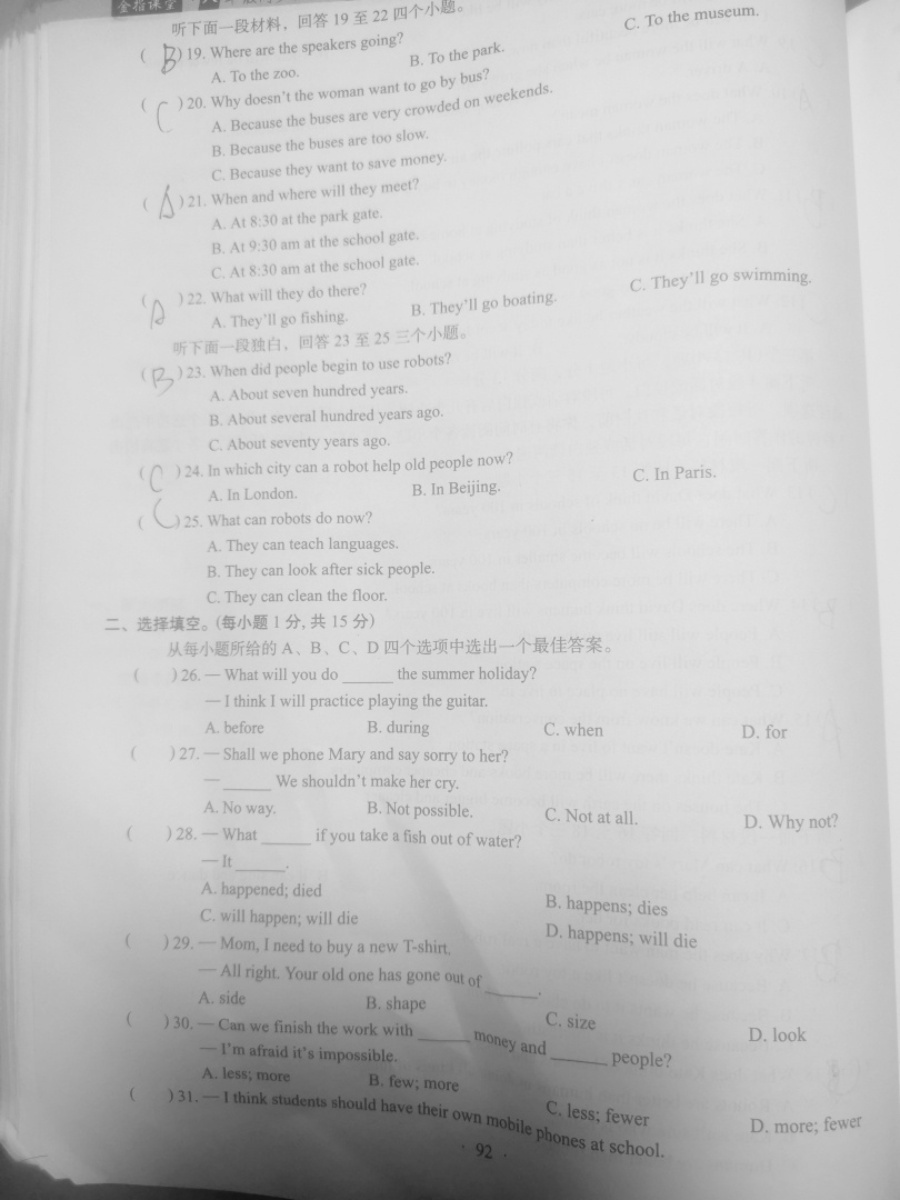 金指课堂
听下面一段材料，回答 19 至 22 四个小题。
( B ) 19. Where are the speakers going?
A. To the zoo. B. To the park. C. To the museum.
( C ) 20. Why doesn't the woman want to go by bus?
A. Because the buses are very crowded on weekends.
B. Because the buses are too slow.
C. Because they want to save money.
( A ) 21. When and where will they meet?
A. At 8:30 at the park gate.
B. At 9:30 am at the school gate.
C. At 8:30 am at the school gate.
( A ) 22. What will they do there?
A. They'll go fishing. B. They'll go boating. C. They'll go swimming.
听下面一段独白，回答 23 至 25 三个小题。
( B ) 23. When did people begin to use robots?
A. About seven hundred years.
B. About several hundred years ago.
C. About seventy years ago.
( C ) 24. In which city can a robot help old people now?
A. In London. B. In Beijing. C. In Paris.
( C ) 25. What can robots do now?
A. They can teach languages.
B. They can look after sick people.
C. They can clean the floor.
二、选择填空。(每小题 1 分, 共 15 分)
从每小题所给的 A、B、C、D 四个选项中选出一个最佳答案。
( ) 26. — What will you do ______ the summer holiday?
— I think I will practice playing the guitar.
A. before B. during C. when D. for
( ) 27. — Shall we phone Mary and say sorry to her?
— ______ We shouldn't make her cry.
A. No way. B. Not possible. C. Not at all. D. Why not?
( ) 28. — What ______ if you take a fish out of water?
— It ______.
A. happened; died B. happens; dies
C. will happen; will die D. happens; will die
( ) 29. — Mom, I need to buy a new T-shirt.
— All right. Your old one has gone out of ______.
A. side B. shape C. size D. look
( ) 30. — Can we finish the work with ______ money and ______ people?
— I'm afraid it's impossible.
A. less; more B. few; more C. less; fewer D. more; fewer
( ) 31. — I think students should have their own mobile phones at school.
· 92 ·